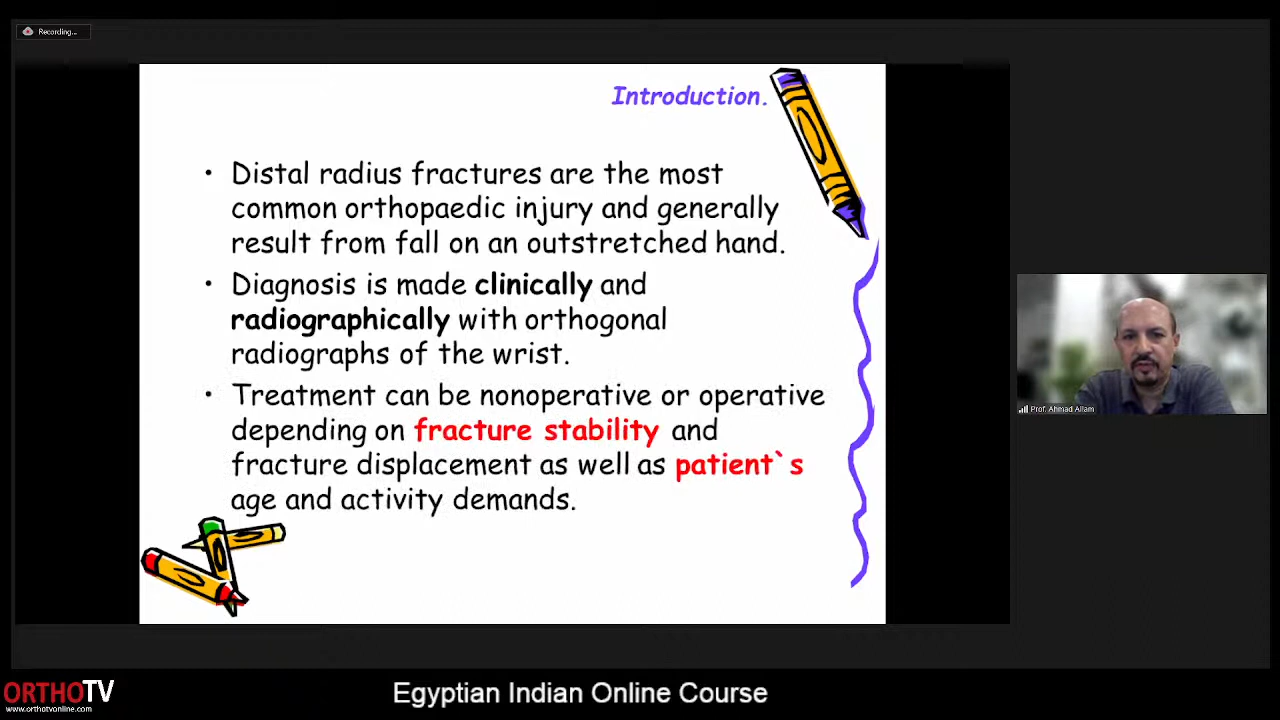 Recording...
Introduction.
• Distal radius fractures are the most
common orthopaedic injury and generally
result from fall on an outstretched hand.
• Diagnosis is made clinically and
radiographically with orthogonal
radiographs of the wrist.
• Treatment can be nonoperative or operative
depending on fracture stability and
fracture displacement as well as patient`s
age and activity demands.
Prof. Ahmad Allam
ORTHOTV
www.orthotvonline.com
Egyptian Indian Online Course